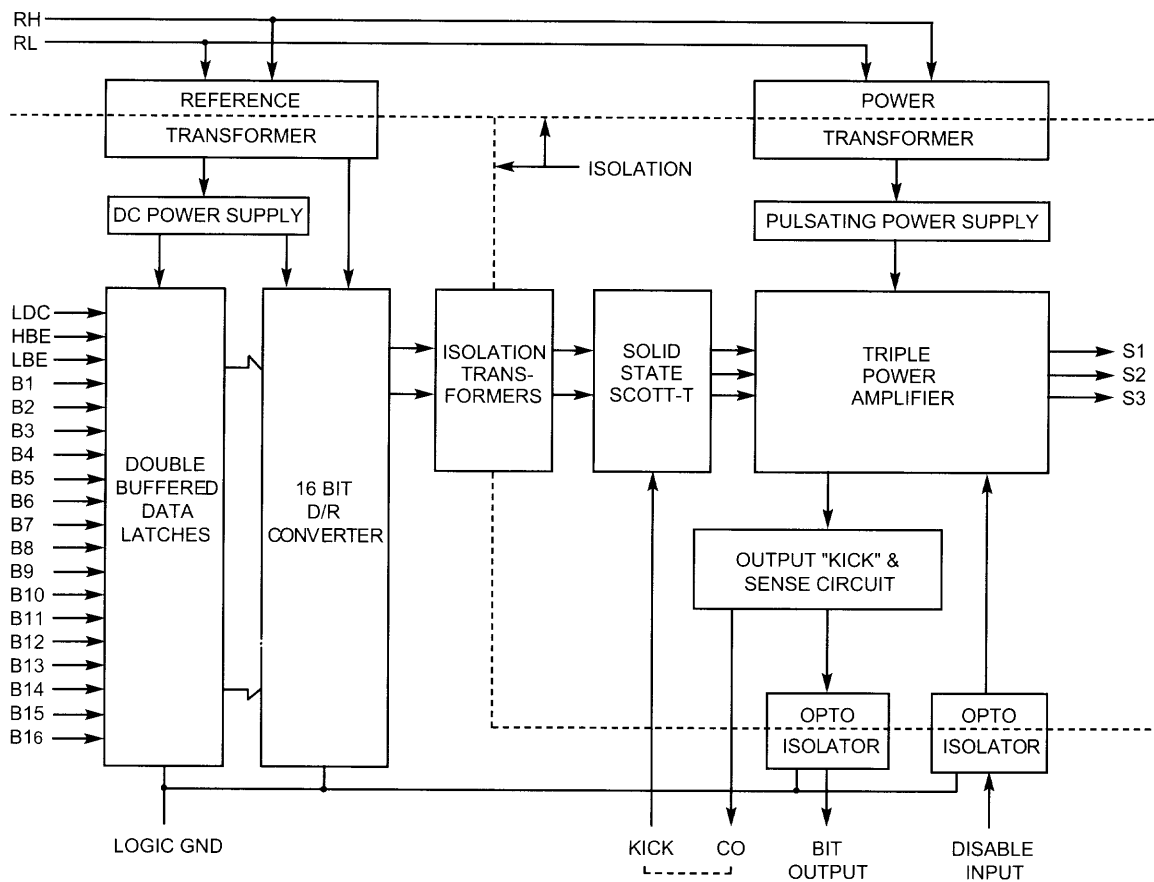 RH
RL
REFERENCE
TRANSFORMER
POWER
TRANSFORMER
ISOLATION
DC POWER SUPPLY
PULSATING POWER SUPPLY
LDC
HBE
LBE
B1
B2
B3
B4
B5
B6
B7
B8
B9
B10
B11
B12
B13
B14
B15
B16
DOUBLE
BUFFERED
DATA
LATCHES
16 BIT
D/R
CONVERTER
ISOLATION
TRANS-
FORMERS
SOLID
STATE
SCOTT-T
TRIPLE
POWER
AMPLIFIER
S1
S2
S3
OUTPUT "KICK" &
SENSE CIRCUIT
OPTO
ISOLATOR
OPTO
ISOLATOR
LOGIC GND
KICK
CO
BIT
OUTPUT
DISABLE
INPUT